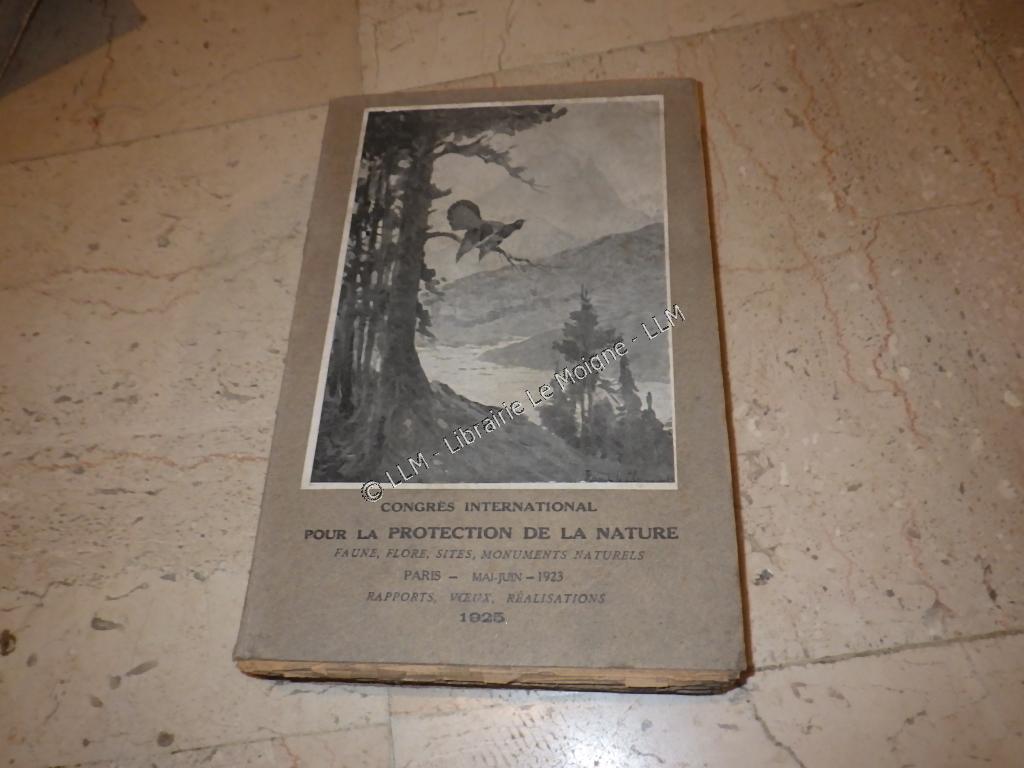 © LLM - Librairie Le Moigne - LLM
CONGRÈS INTERNATIONAL
POUR LA PROTECTION DE LA NATURE
FAUNE, FLORE, SITES, MONUMENTS NATURELS
PARIS — MAI-JUIN — 1923
RAPPORTS, VŒUX, RÉALISATIONS
1925